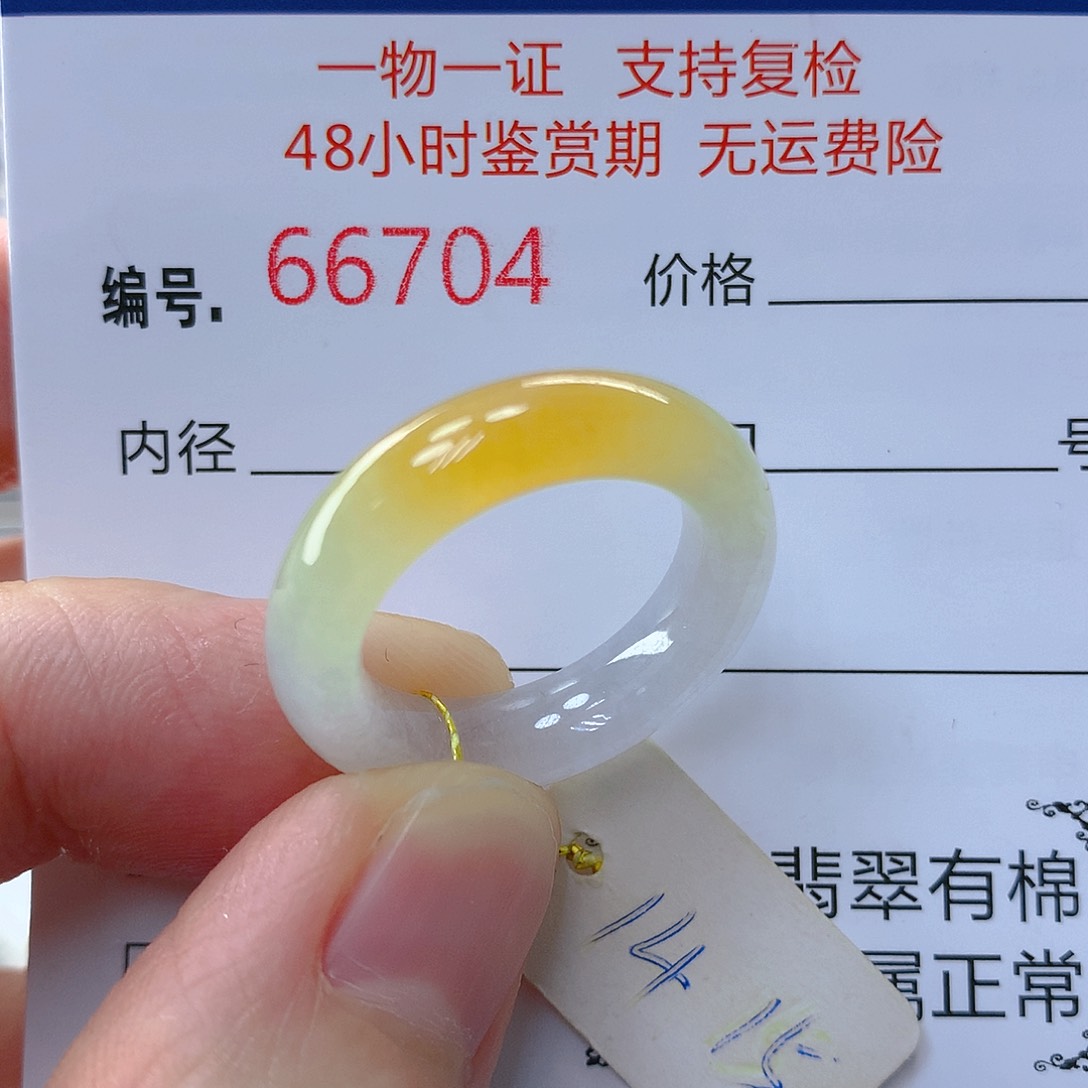 一物一证 支持复检
48小时鉴赏期 无运费险
编号. 66704 价格
内径 号
翡翠有棉
属正常
14